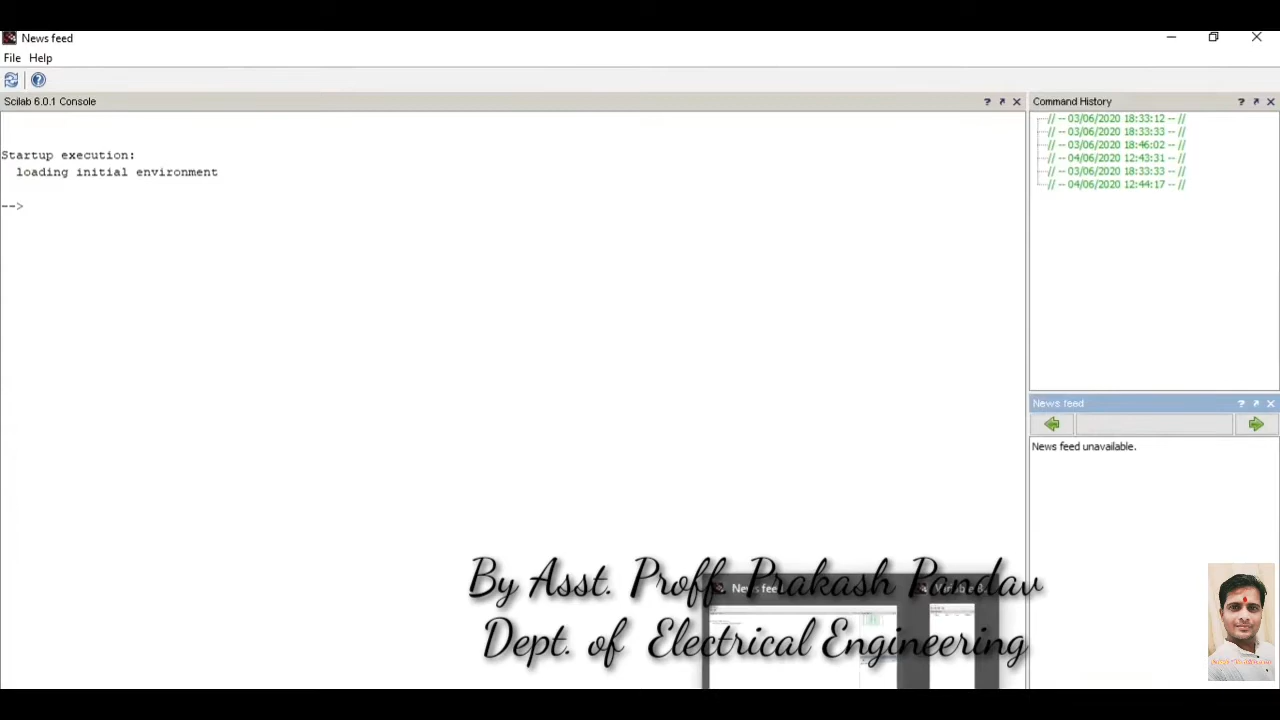 News feed
File Help
Scilab 6.0.1 Console
Startup execution:
loading initial environment
-->
Command History
// -- 03/06/2020 18:33:12 -- //
// -- 03/06/2020 18:33:33 -- //
// -- 03/06/2020 18:46:02 -- //
// -- 04/06/2020 12:43:31 -- //
// -- 03/06/2020 18:33:33 -- //
// -- 04/06/2020 12:44:17 -- //
News feed
News feed unavailable.
By Asst. Proff. Prakash Pandav
Dept. of Electrical Engineering
News feed